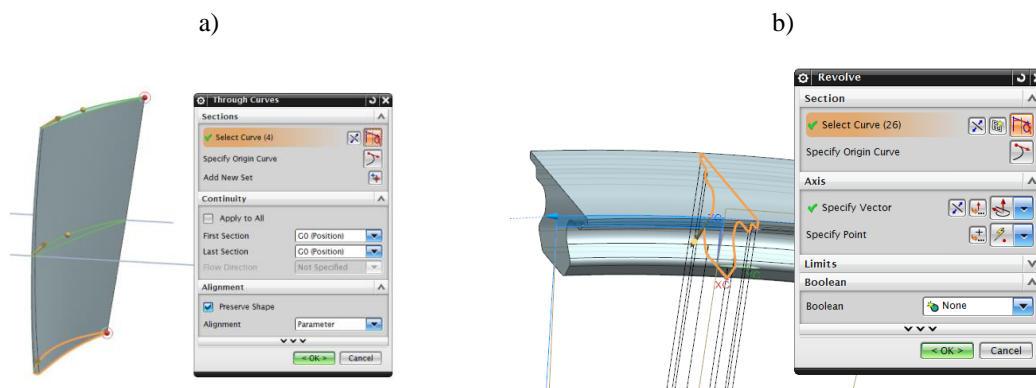 a)
b)
Through Curves
Sections
Select Curve (4)
Specify Origin Curve
Add New Set
Continuity
Apply to All
First Section G0 (Position)
Last Section G0 (Position)
Flow Direction Not Specified
Alignment
Preserve Shape
Alignment Parameter
< OK > Cancel
Revolve
Section
Select Curve (26)
Specify Origin Curve
Axis
Specify Vector
Specify Point
Limits
Boolean
Boolean None
< OK > Cancel
XC